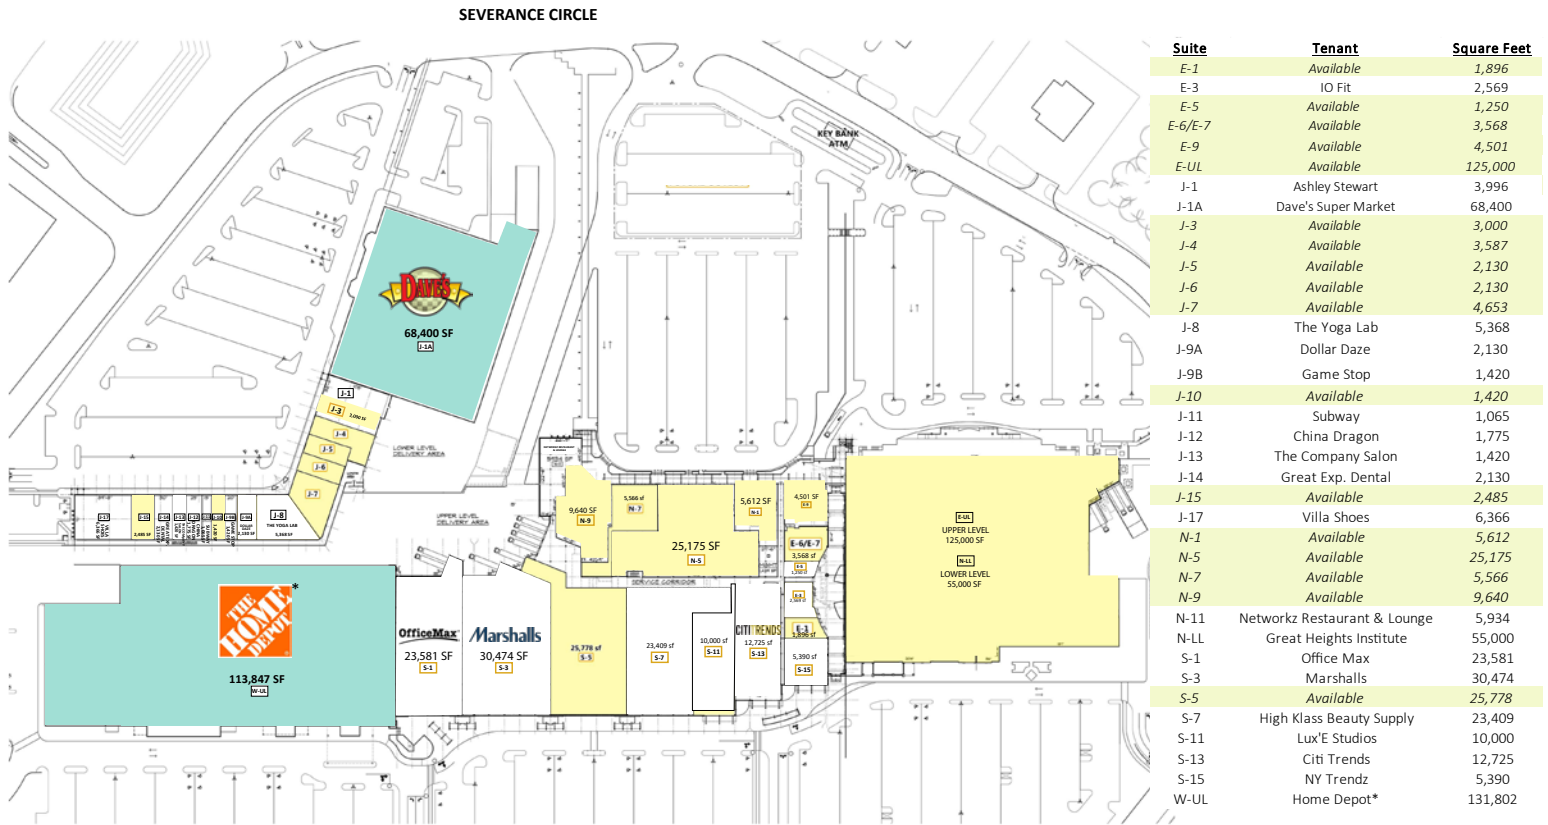 SEVERANCE CIRCLE
Suite Tenant Square Feet
E-1 Available 1,896
E-3 IO Fit 2,569
E-5 Available 1,250
E-6/E-7 Available 3,568
E-9 Available 4,501
E-UL Available 125,000
J-1 Ashley Stewart 3,996
J-1A Dave's Super Market 68,400
J-3 Available 3,000
J-4 Available 3,587
J-5 Available 2,130
J-6 Available 2,130
J-7 Available 4,653
J-8 The Yoga Lab 5,368
J-9A Dollar Daze 2,130
J-9B Game Stop 1,420
J-10 Available 1,420
J-11 Subway 1,065
J-12 China Dragon 1,775
J-13 The Company Salon 1,420
J-14 Great Exp. Dental 2,130
J-15 Available 2,485
J-17 Villa Shoes 6,366
N-1 Available 5,612
N-5 Available 25,175
N-7 Available 5,566
N-9 Available 9,640
N-11 Networkz Restaurant & Lounge 5,934
N-LL Great Heights Institute 55,000
S-1 Office Max 23,581
S-3 Marshalls 30,474
S-5 Available 25,778
S-7 High Klass Beauty Supply 23,409
S-11 Lux'E Studios 10,000
S-13 Citi Trends 12,725
S-15 NY Trendz 5,390
W-UL Home Depot* 131,802
KEY BANK
ATM
DAVE'S
68,400 SF
J-1A
J-1
J-3
J-4
J-5
J-6
J-7
LOWER LEVEL
DELIVERY AREA
UPPER LEVEL
DELIVERY AREA
J-17
J-15
2,485 SF
J-8
THE YOGA LAB
5,368 SF
9,640 SF
N-9
5,566 sf
N-7
5,612 SF
N-1
25,175 SF
N-5
4,501 SF
E-6/E-7
3,568 sf
SERVICE CORRIDOR
E-1
5,390 sf
S-15
E-UL
UPPER LEVEL
125,000 SF
N-LL
LOWER LEVEL
55,000 SF
THE
HOME
DEPOT
*
113,847 SF
W-UL
OfficeMax
23,581 SF
S-1
Marshalls
30,474 SF
S-3
25,778 sf
S-5
23,409 sf
S-7
10,000 sf
S-11
CITITRENDS
12,725 SF
S-13